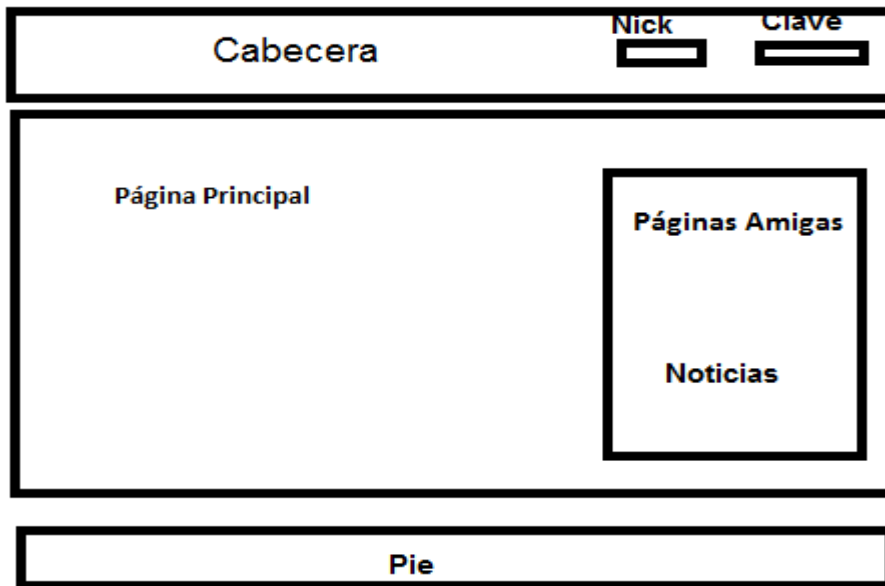 Nick Clave
Cabecera
Página Principal
Páginas Amigas
Noticias
Pie